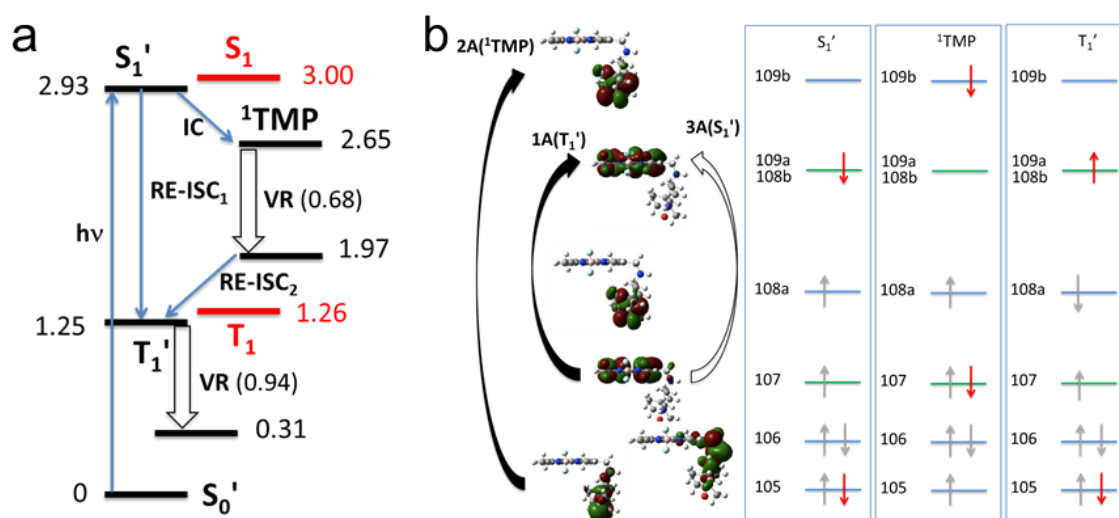 a
S₁'
S₁
2.93
3.00
IC
¹TMP
2.65
RE-ISC₁
VR (0.68)
hν
1.97
RE-ISC₂
1.26
1.25
T₁'
T₁
VR (0.94)
0.31
0
S₀'
b
2A(¹TMP)
1A(T₁')
3A(S₁')
S₁'
109b
109a
108b
108a
107
106
105
¹TMP
109b
109a
108b
108a
107
106
105
T₁'
109b
109a
108b
108a
107
106
105